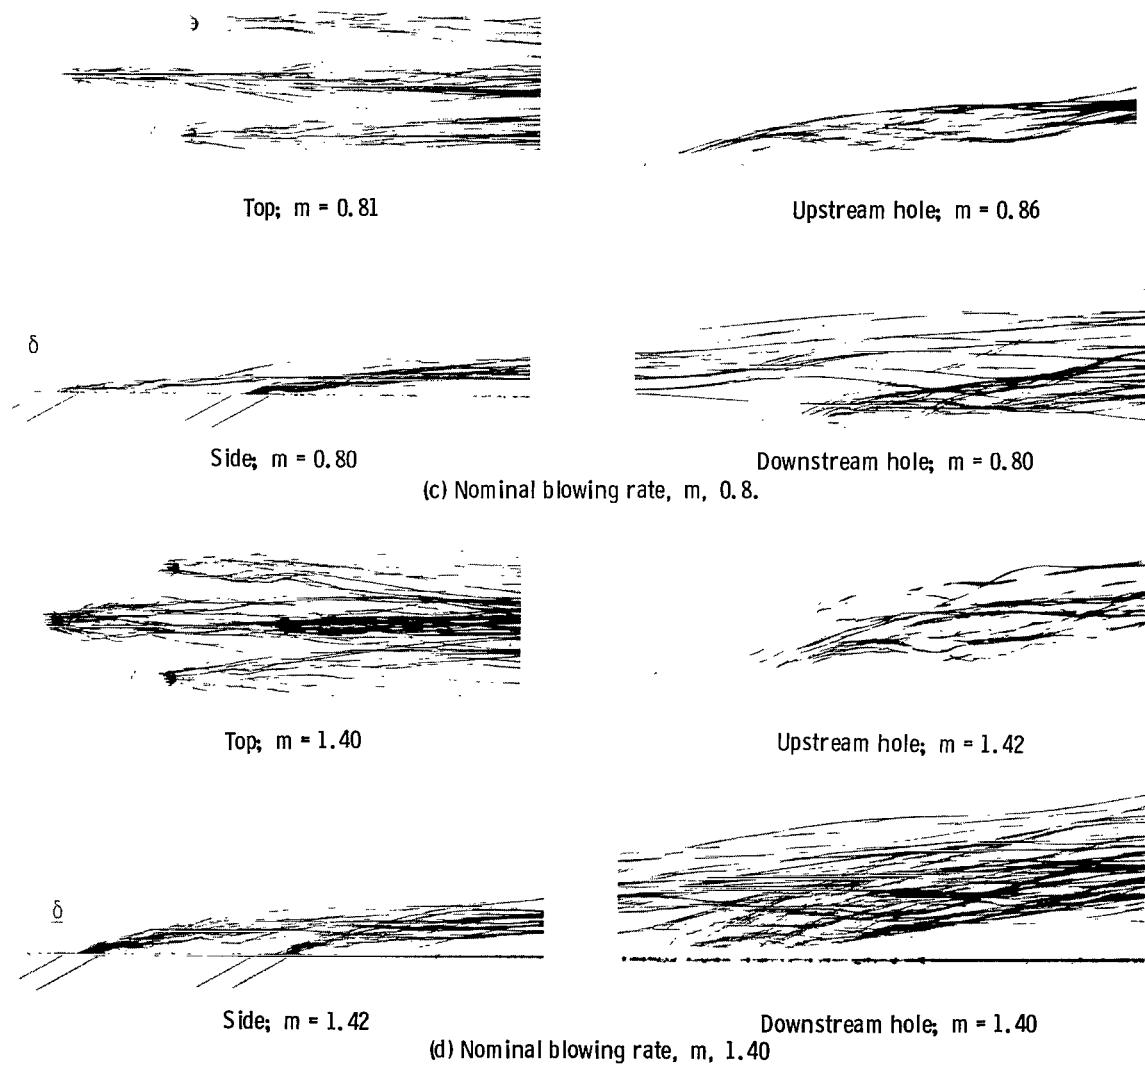 Top; m = 0.81
Upstream hole; m = 0.86
δ
Side; m = 0.80
Downstream hole; m = 0.80
(c) Nominal blowing rate, m, 0.8.
Top; m = 1.40
Upstream hole; m = 1.42
δ
Side; m = 1.42
Downstream hole; m = 1.40
(d) Nominal blowing rate, m, 1.40